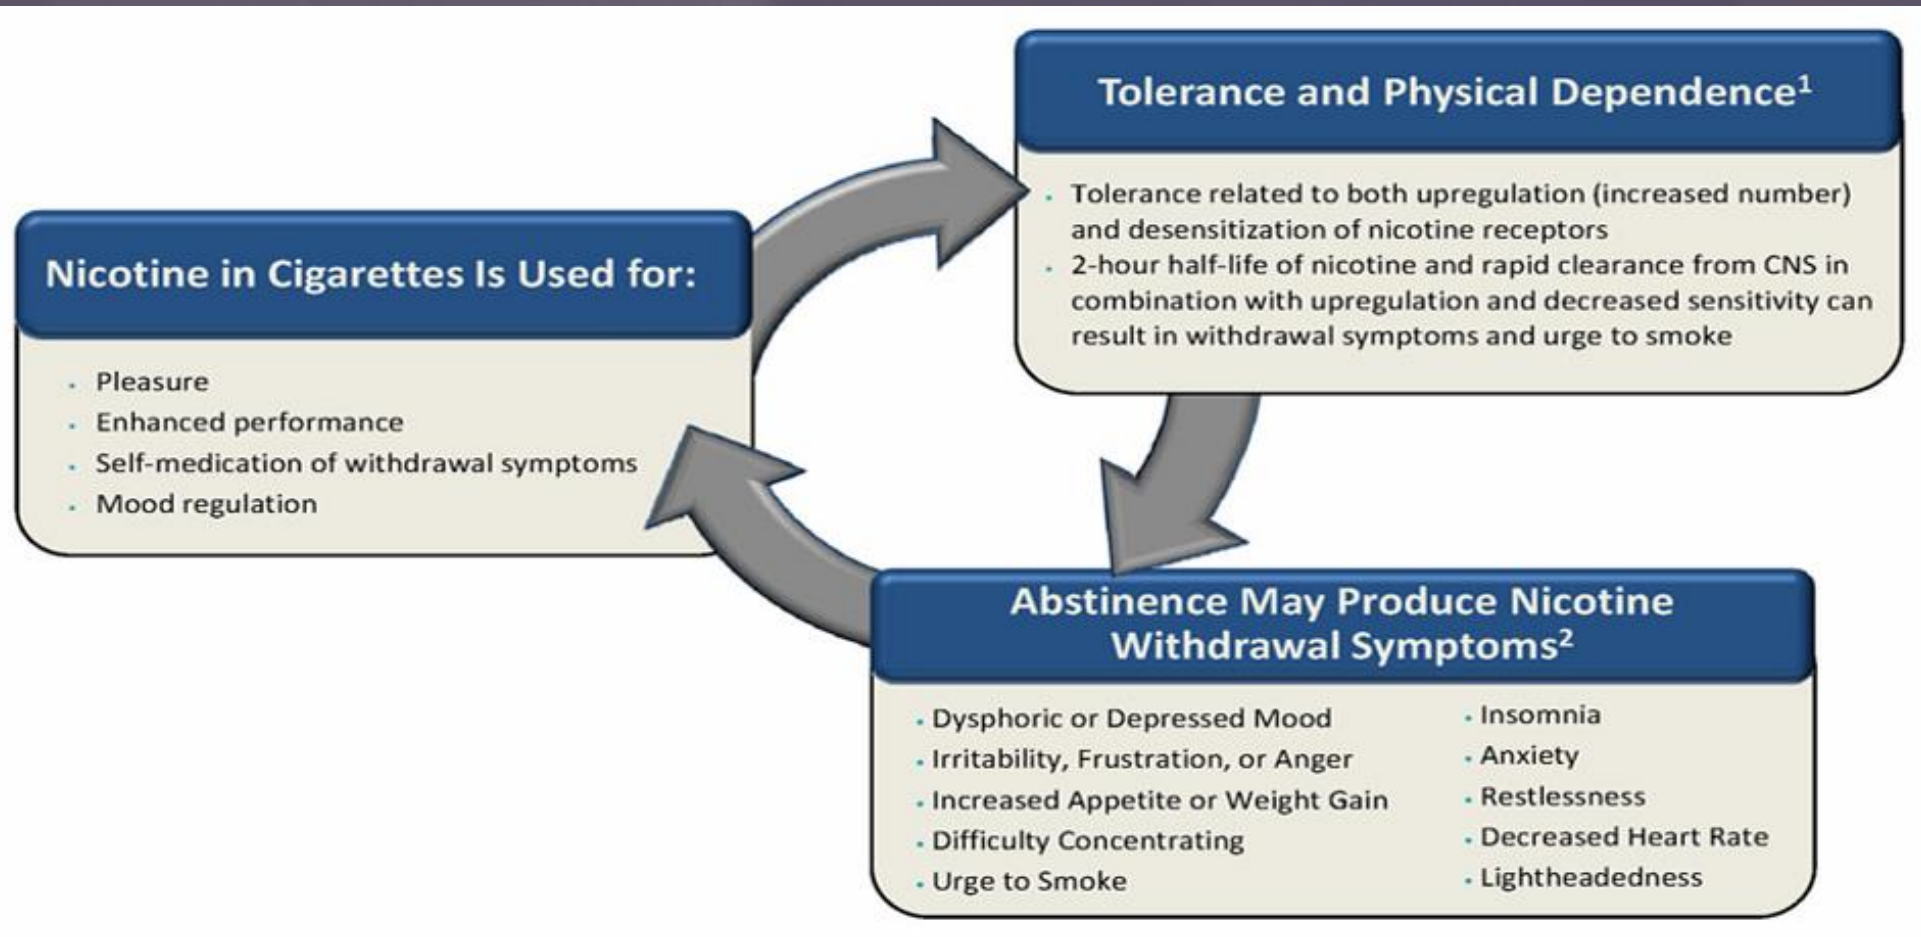 Tolerance and Physical Dependence¹
· Tolerance related to both upregulation (increased number)
and desensitization of nicotine receptors
· 2-hour half-life of nicotine and rapid clearance from CNS in
combination with upregulation and decreased sensitivity can
result in withdrawal symptoms and urge to smoke
Nicotine in Cigarettes Is Used for:
· Pleasure
· Enhanced performance
· Self-medication of withdrawal symptoms
· Mood regulation
Abstinence May Produce Nicotine
Withdrawal Symptoms²
· Dysphoric or Depressed Mood
· Irritability, Frustration, or Anger
· Increased Appetite or Weight Gain
· Difficulty Concentrating
· Urge to Smoke
· Insomnia
· Anxiety
· Restlessness
· Decreased Heart Rate
· Lightheadedness